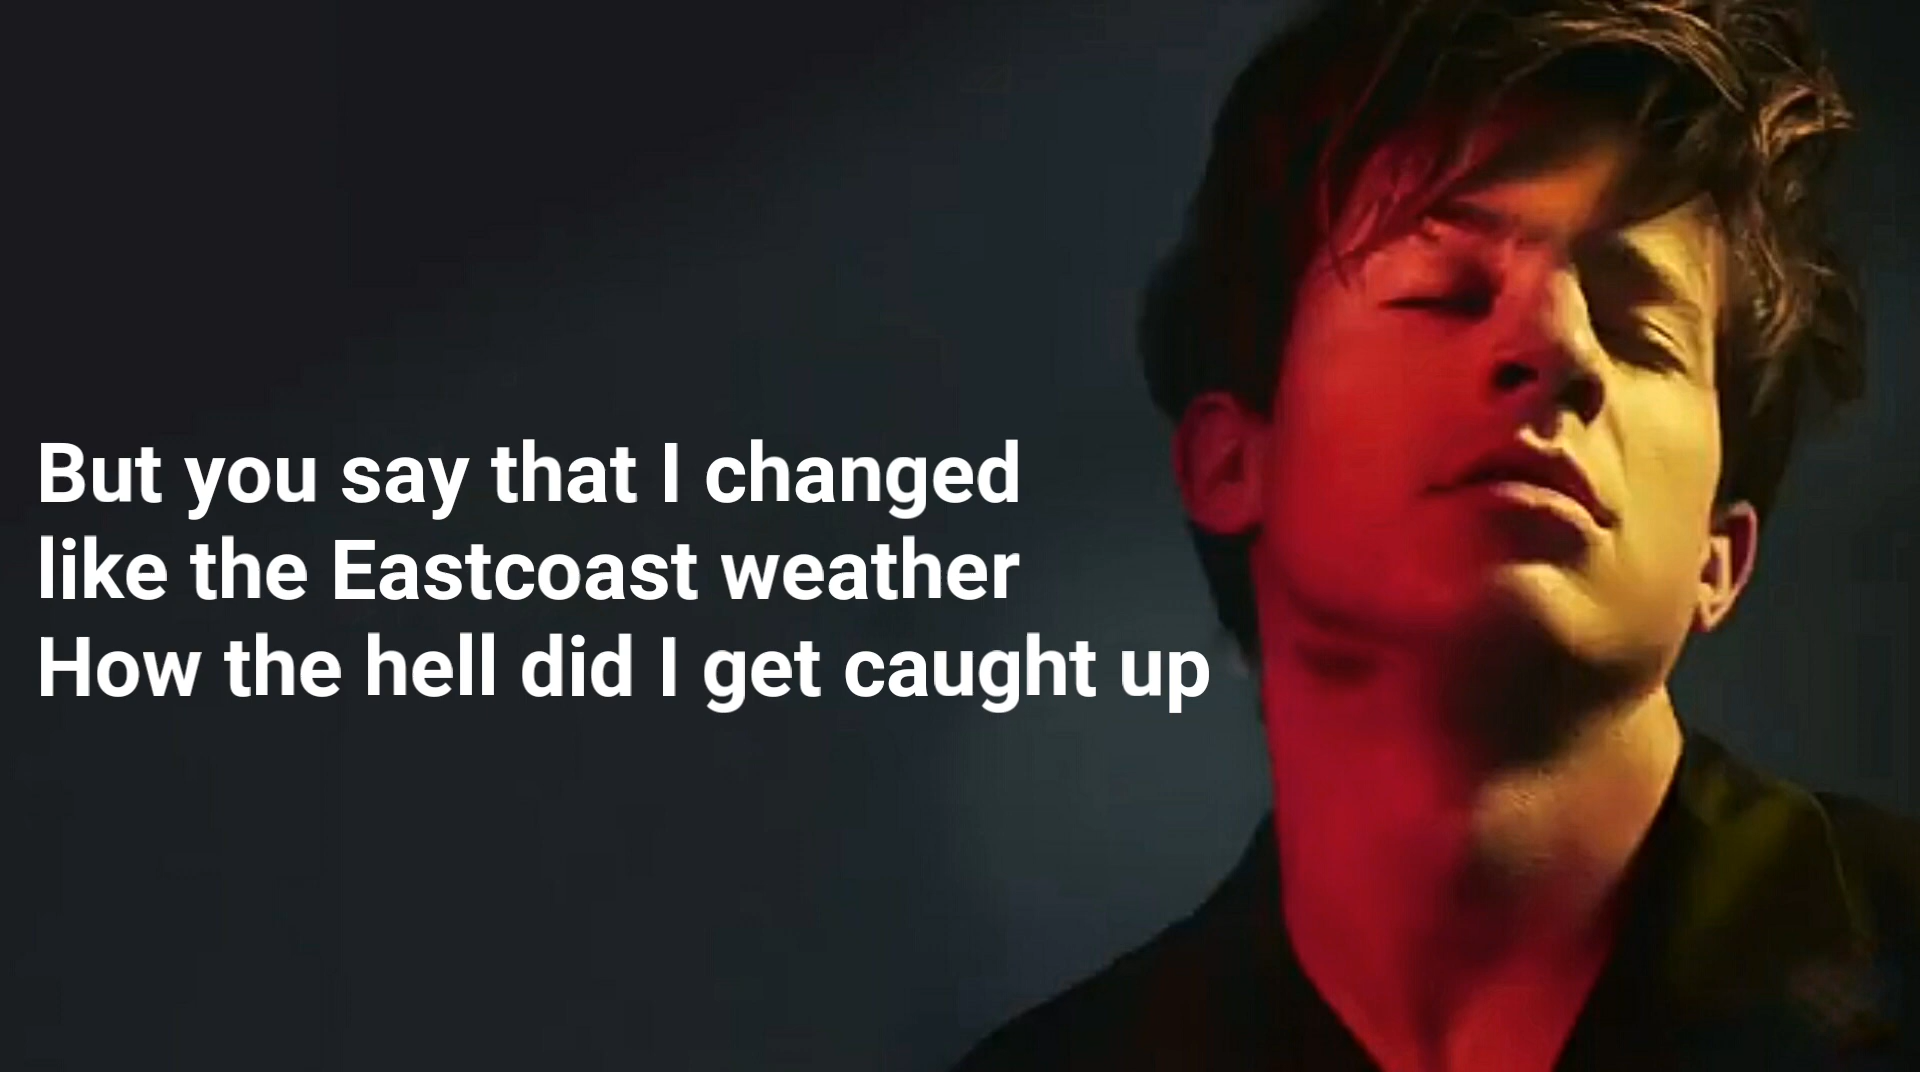 But you say that I changed
like the Eastcoast weather
How the hell did I get caught up